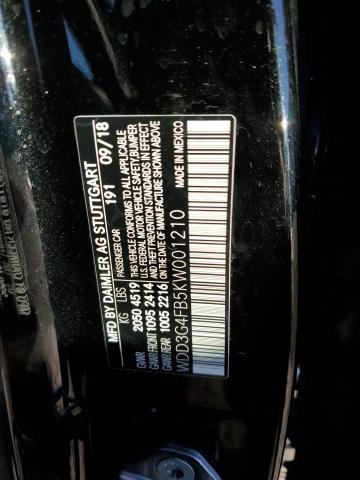 MFD BY DAIMLER AG STUTTGART
191 09/18
PASSENGER CAR
THIS VEHICLE CONFORMS TO ALL APPLICABLE
U.S. FEDERAL MOTOR VEHICLE SAFETY,BUMPER
AND THEFT PREVENTION STANDARDS IN EFFECT
ON THE DATE OF MANUFACTURE SHOWN ABOVE
KG LBS
GVWR 2050 4519
GAWR FRONT 1095 2414
GAWR REAR 1005 2216
WDD3G4FB5KW001210
MADE IN MEXICO